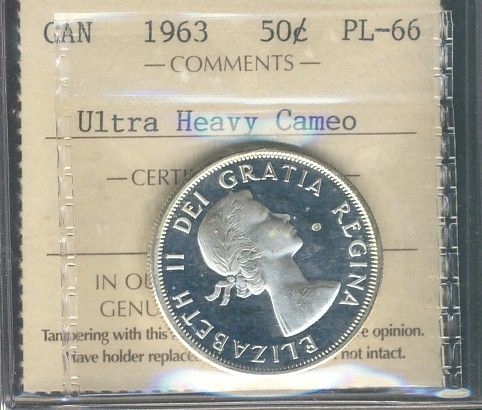 CAN 1963 50¢ PL-66
— COMMENTS —
Ultra Heavy Cameo
— CERTI
ELIZABETH II DEI GRATIA REGINA
IN OU
GENU
Tampering with this e opinion.
Have holder replace not intact.